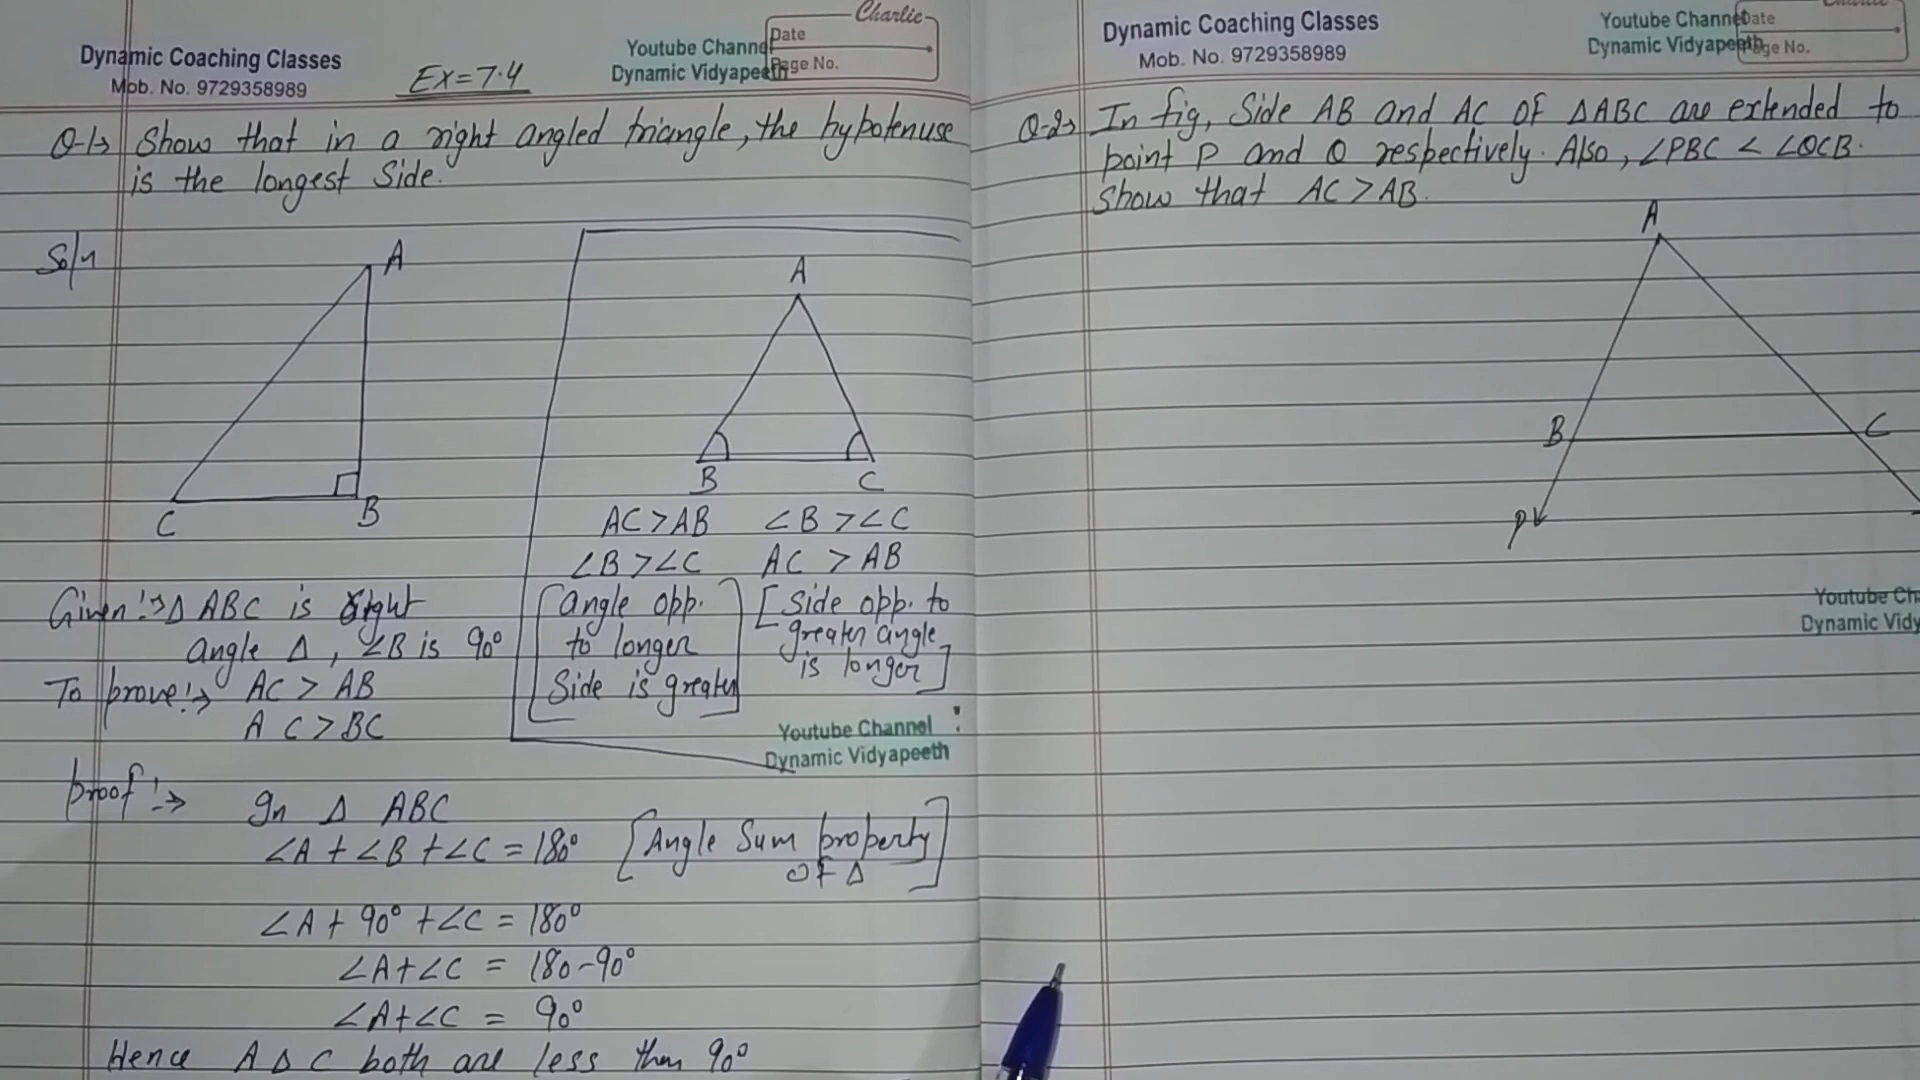 Charlie
Dynamic Coaching Classes
Mob. No. 9729358989
Ex=7.4
Youtube Channel
Dynamic Vidyapeeth
Date
Page No.
Q-1→ Show that in a right angled triangle, the hypotenuse
is the longest Side.
Soln
A
C
B
A
B
C
AC > AB ∠B > ∠C
∠B > ∠C AC > AB
[angle opp. to longer Side is greater]
[Side opp. to greater angle is longer]
Given:→ Δ ABC is right
angle Δ, ∠B is 90°
To prove:→ AC > AB
AC > BC
Youtube Channel
Dynamic Vidyapeeth
proof:→ In Δ ABC
∠A + ∠B + ∠C = 180° [Angle Sum property
OF Δ]
∠A + 90° + ∠C = 180°
∠A + ∠C = 180-90°
∠A + ∠C = 90°
Hence A & C both are less then 90°
Dynamic Coaching Classes
Mob. No. 9729358989
Youtube Channel
Dynamic Vidyapeeth
Date
Page No.
Q-2→ In fig, Side AB and AC OF ΔABC are extended to
point P and Q respectively. Also, ∠PBC < ∠QCB.
Show that AC > AB.
A
B
C
P
Youtube Ch
Dynamic Vidy